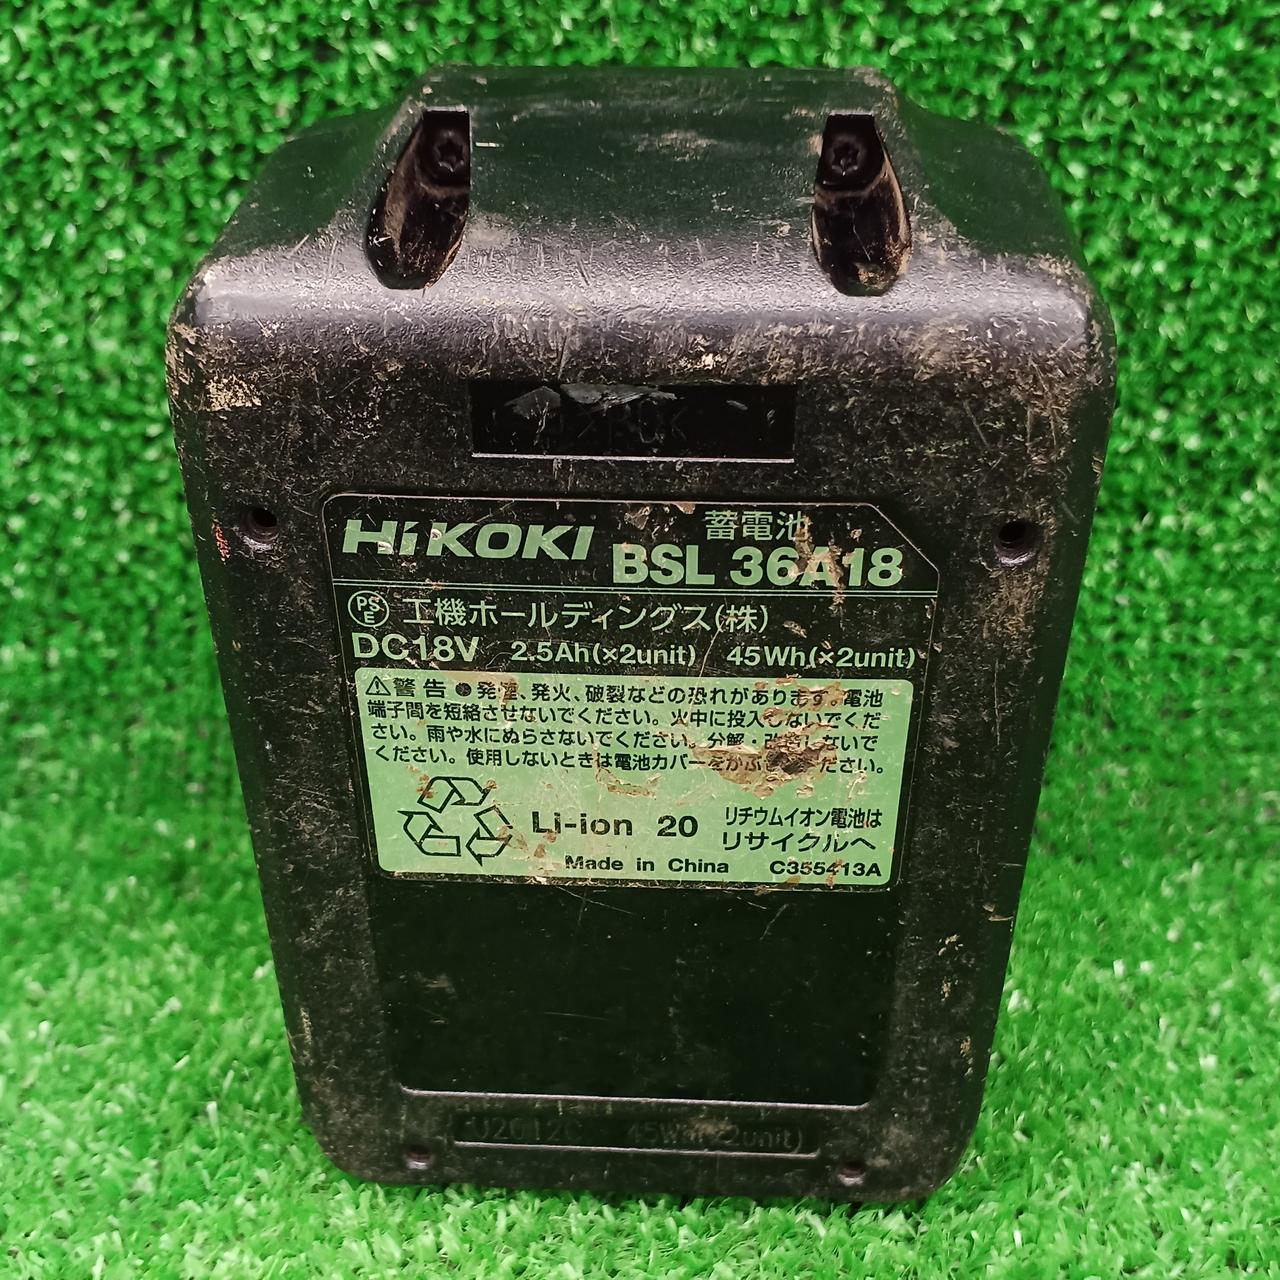 HiKOKI
蓄電池
BSL 36A18
PSE 工機ホールディングス(株)
DC18V 2.5Ah(×2unit) 45Wh(×2unit)
⚠警告 ●発煙、発火、破裂などの恐れがあります。電池
端子間を短絡させないでください。火中に投入しないでくだ
さい。雨や水にぬらさないでください。分解・改造しないで
ください。使用しないときは電池カバーをかぶせてください。
Li-ion 20
リチウムイオン電池は
リサイクルへ
Made in China C355413A
45Wh(×2unit)